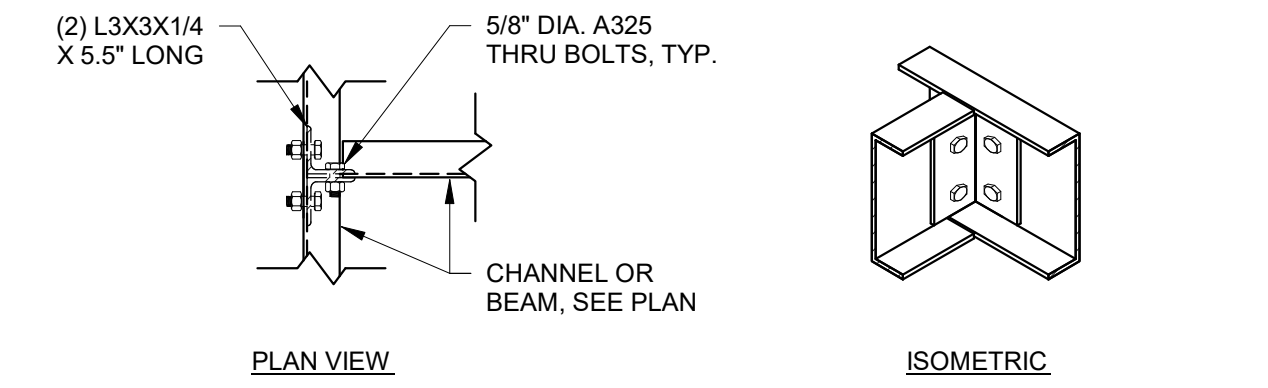 (2) L3X3X1/4
X 5.5" LONG
5/8" DIA. A325
THRU BOLTS, TYP.
CHANNEL OR
BEAM, SEE PLAN
PLAN VIEW
ISOMETRIC